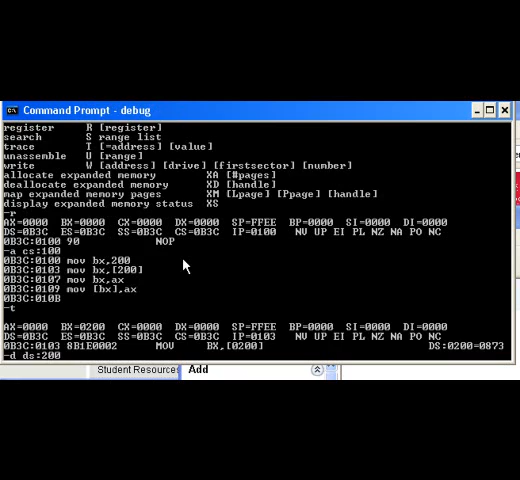 Command Prompt - debug
register R [register]
search S range list
trace T [=address] [value]
unassemble U [range]
write W [address] [drive] [firstsector] [number]
allocate expanded memory XA [#pages]
deallocate expanded memory XD [handle]
map expanded memory pages XM [Lpage] [Ppage] [handle]
display expanded memory status XS
-r
AX=0000 BX=0000 CX=0000 DX=0000 SP=FFEE BP=0000 SI=0000 DI=0000
DS=0B3C ES=0B3C SS=0B3C CS=0B3C IP=0100 NV UP EI PL NZ NA PO NC
0B3C:0100 90 NOP
-a cs:100
0B3C:0100 mov bx,200
0B3C:0103 mov bx,[200]
0B3C:0107 mov bx,ax
0B3C:0109 mov [bx],ax
0B3C:010B
-t
AX=0000 BX=0200 CX=0000 DX=0000 SP=FFEE BP=0000 SI=0000 DI=0000
DS=0B3C ES=0B3C SS=0B3C CS=0B3C IP=0103 NV UP EI PL NZ NA PO NC
0B3C:0103 8B1E0002 MOV BX,[0200] DS:0200=0873
-d ds:200
Student Resources Add